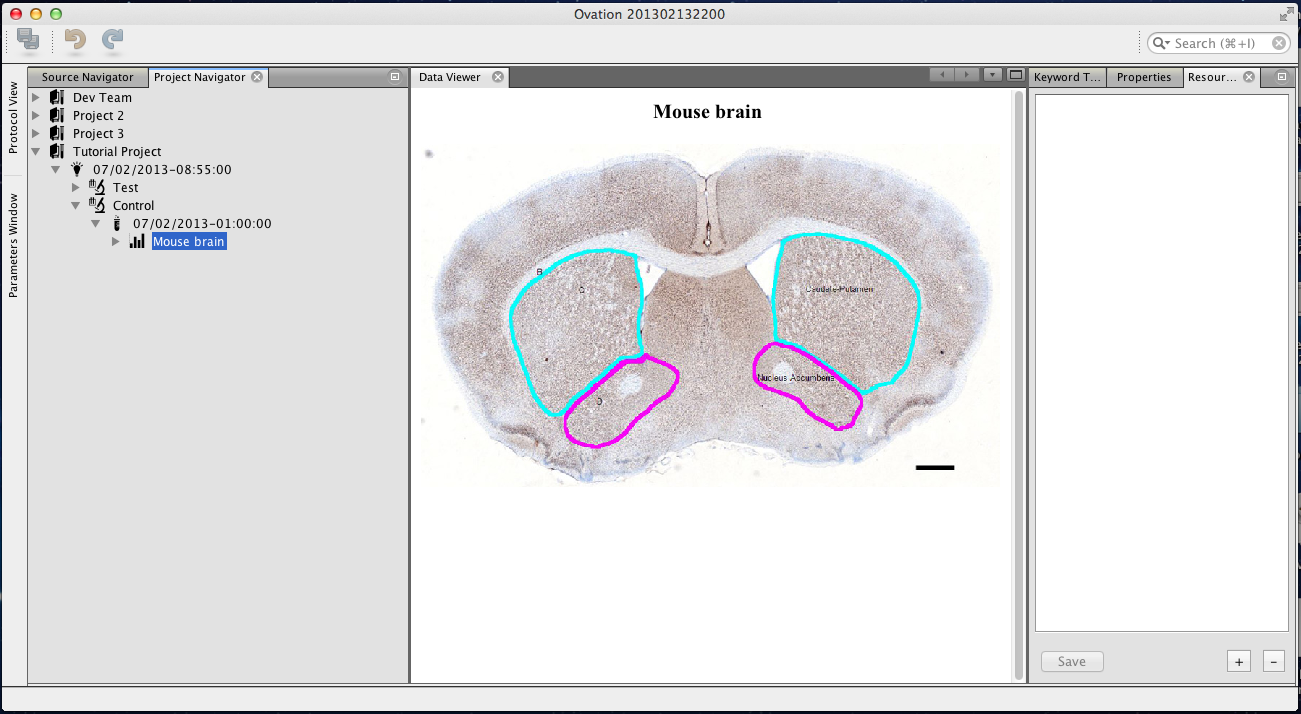 Ovation 201302132200
Search (⌘+I)
Protocol View
Parameters Window
Source Navigator
Project Navigator
Dev Team
Project 2
Project 3
Tutorial Project
07/02/2013-08:55:00
Test
Control
07/02/2013-01:00:00
Mouse brain
Data Viewer
Mouse brain
B
Caudate-Putamen
Nucleus Accumbens
Keyword T...
Properties
Resour...
Save
+
-